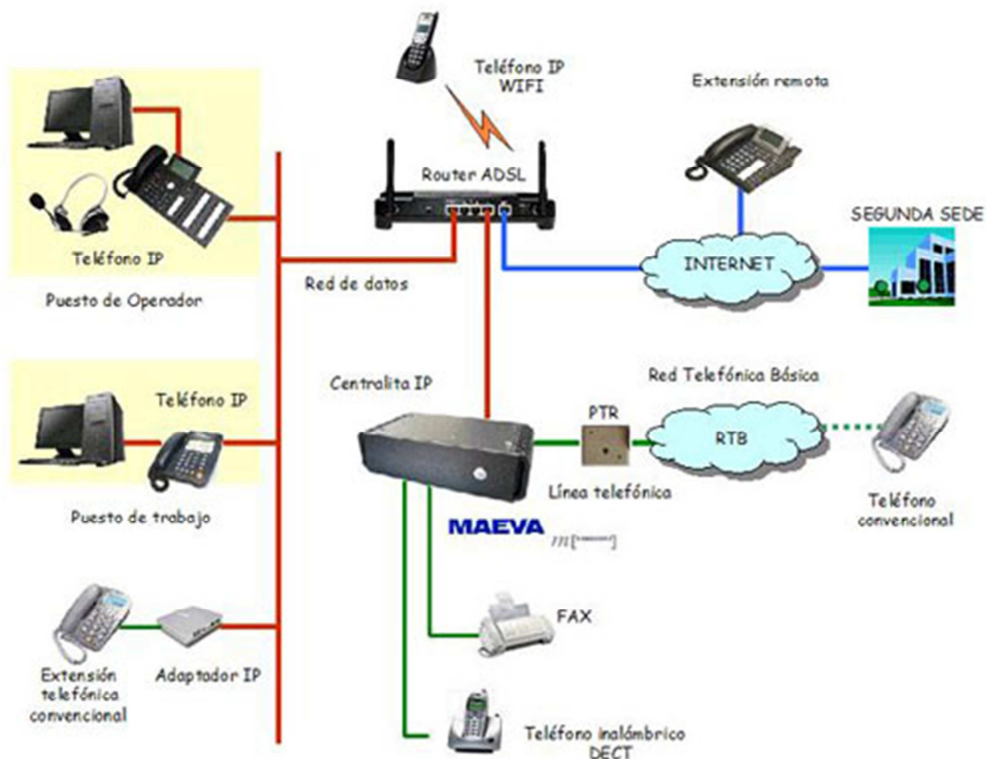 Teléfono IP
WIFI
Extensión remota
Router ADSL
SEGUNDA SEDE
Teléfono IP
INTERNET
Puesto de Operador
Red de datos
Centralita IP
Red Telefónica Básica
Teléfono IP
PTR
RTB
Línea telefónica
Puesto de trabajo
Teléfono
convencional
MAEVA
FAX
Extensión
telefónica
convencional
Adaptador IP
Teléfono inalámbrico
DECT